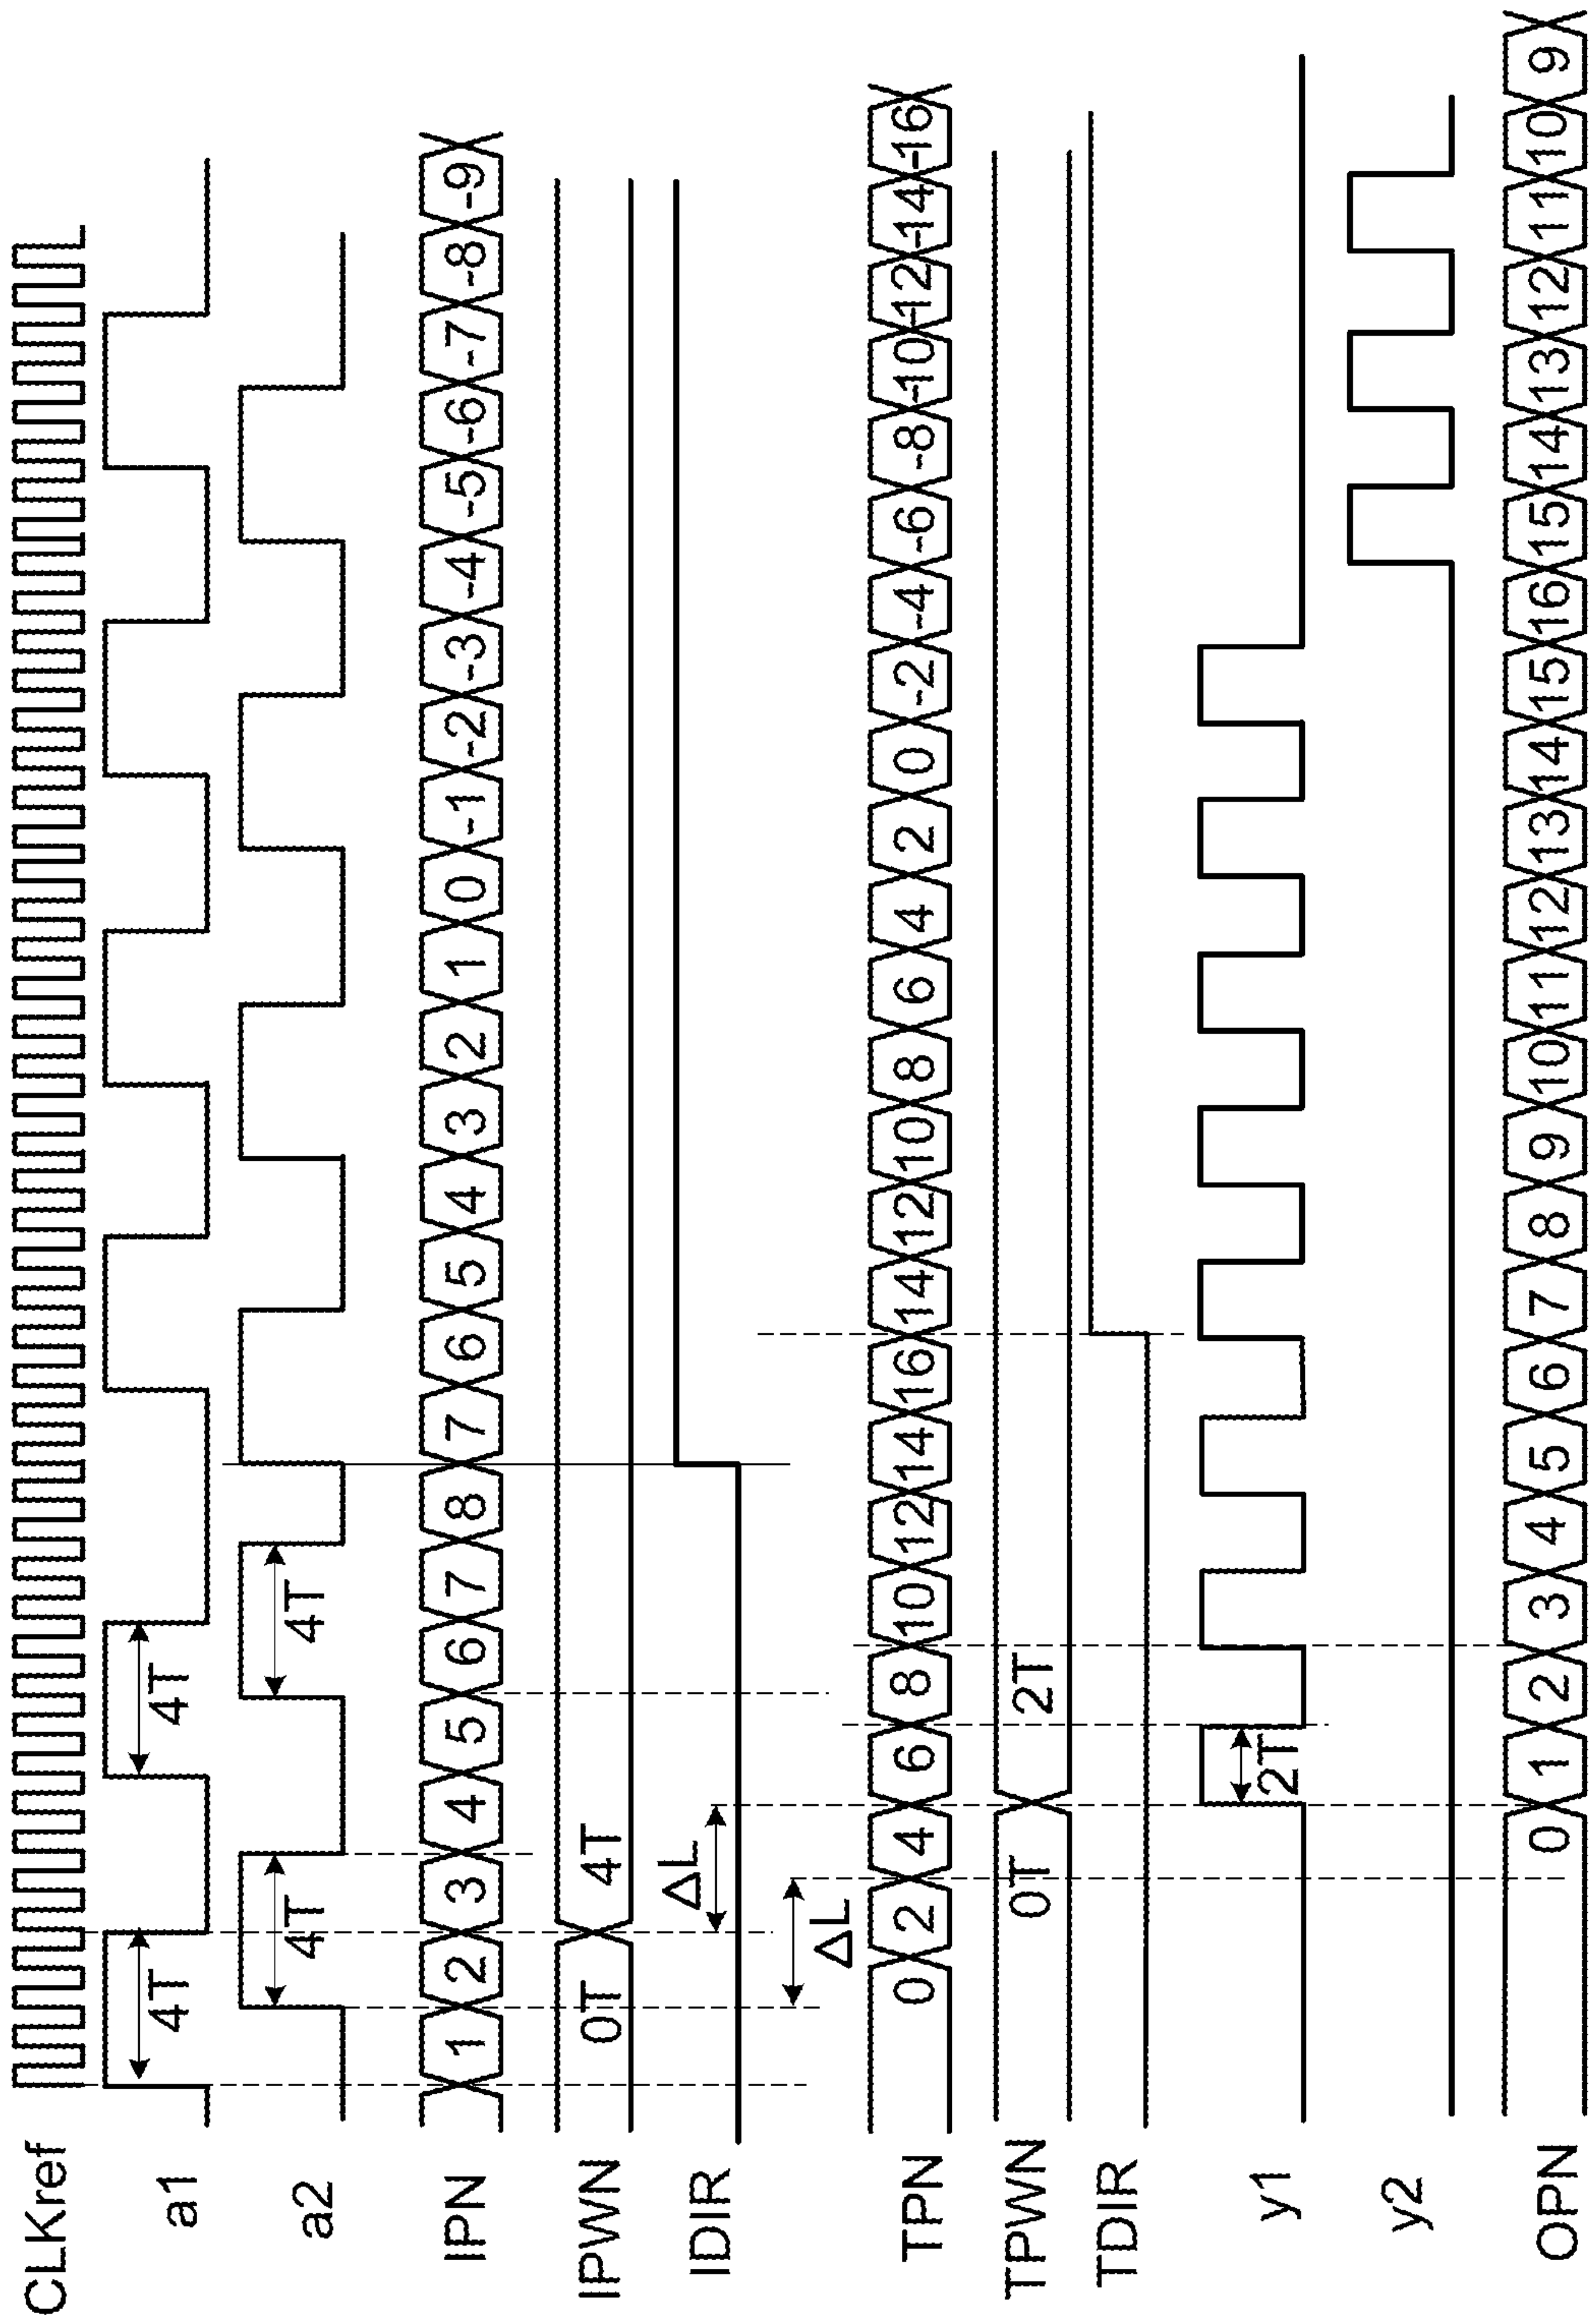 CLKref
a1 4T 4T
a2 4T 4T
IPN 1 2 3 4 5 6 7 8 7 6 5 4 3 2 1 0 -1 -2 -3 -4 -5 -6 -7 -8 -9
IPWN 0T 4T
IDIR ΔL
ΔL
TPN 0 2 4 6 8 10 12 14 16 14 12 10 8 6 4 2 0 -2 -4 -6 -8 -10 -12 -14 -16
TPWN 0T 2T
TDIR
y1 2T
y2
OPN 0 1 2 3 4 5 6 7 8 9 10 11 12 13 14 15 16 15 14 13 12 11 10 9